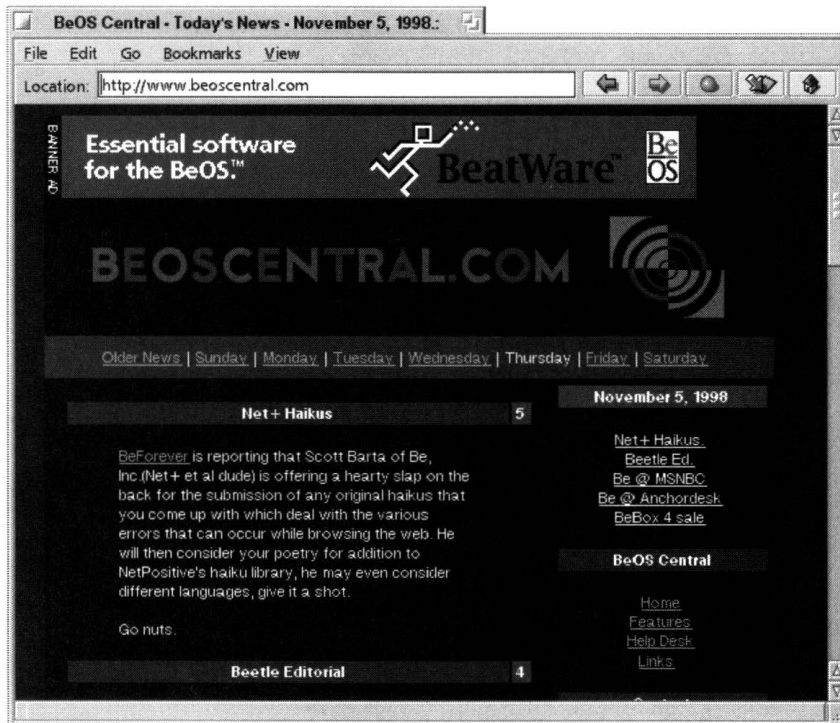 BeOS Central - Today's News - November 5, 1998.:
File Edit Go Bookmarks View
Location: http://www.beoscentral.com
BANNER AD
Essential software
for the BeOS.™
BeatWare™
Be
OS
BEOSCENTRAL.COM
Older News | Sunday | Monday | Tuesday | Wednesday | Thursday | Friday | Saturday
Net+ Haikus 5
BeForever is reporting that Scott Barta of Be,
Inc.(Net+ et al dude) is offering a hearty slap on the
back for the submission of any original haikus that
you come up with which deal with the various
errors that can occur while browsing the web. He
will then consider your poetry for addition to
NetPositive's haiku library, he may even consider
different languages, give it a shot.
Go nuts.
Beetle Editorial 4
November 5, 1998
Net+ Haikus.
Beetle Ed.
Be @ MSNBC
Be @ Anchordesk
BeBox 4 sale
BeOS Central
Home
Features
Help Desk
Links